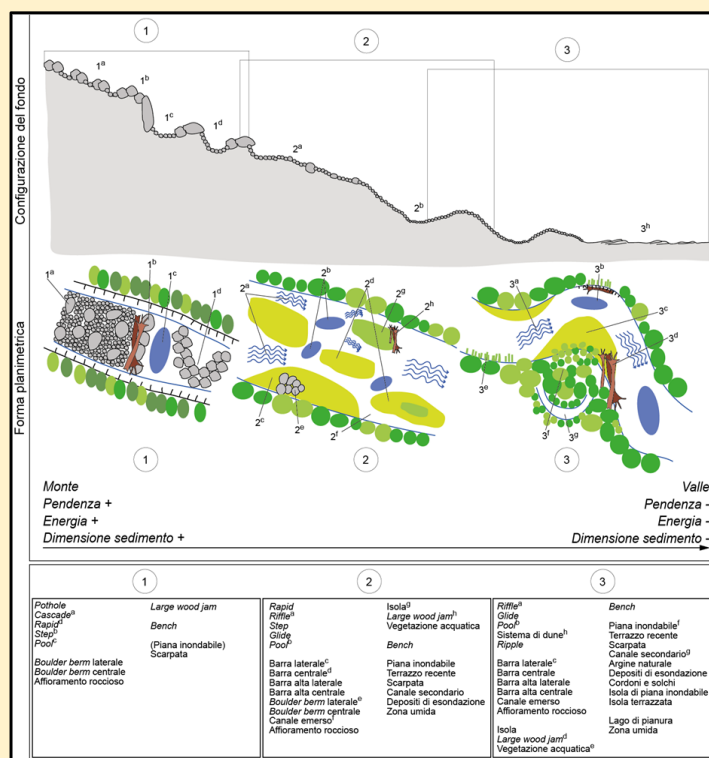 1
2
3
Configurazione del fondo
1a
1b
1c
1d
2a
2b
3h
Forma planimetrica
1a
1b
1c
1d
2a
2b
2d
2g
2h
2c
2e
2f
3a
3b
3c
3d
3e
3f
3g
1
2
3
Monte
Pendenza +
Energia +
Dimensione sedimento +
Valle
Pendenza -
Energia -
Dimensione sedimento -
1
Pothole
Cascadea
Rapidd
Stepb
Poolc
Boulder berm laterale
Boulder berm centrale
Affioramento roccioso
Large wood jam
Bench
(Piana inondabile)
Scarpata
2
Rapid
Rifflea
Step
Glide
Poolb
Barra lateralec
Barra centraled
Barra alta laterale
Barra alta centrale
Boulder berm lateralee
Boulder berm centrale
Canale emersof
Affioramento roccioso
Isolag
Large wood jamh
Vegetazione acquatica
Bench
Piana inondabile
Terrazzo recente
Scarpata
Canale secondario
Depositi di esondazione
Zona umida
3
Rifflea
Glide
Poolb
Sistema di duneh
Ripple
Barra lateralec
Barra centrale
Barra alta laterale
Barra alta centrale
Canale emerso
Affioramento roccioso
Isola
Large wood jamd
Vegetazione acquaticae
Bench
Piana inondabilef
Terrazzo recente
Scarpata
Canale secondariog
Argine naturale
Depositi di esondazione
Cordoni e solchi
Isola di piana inondabile
Isola terrazzata
Lago di pianura
Zona umida